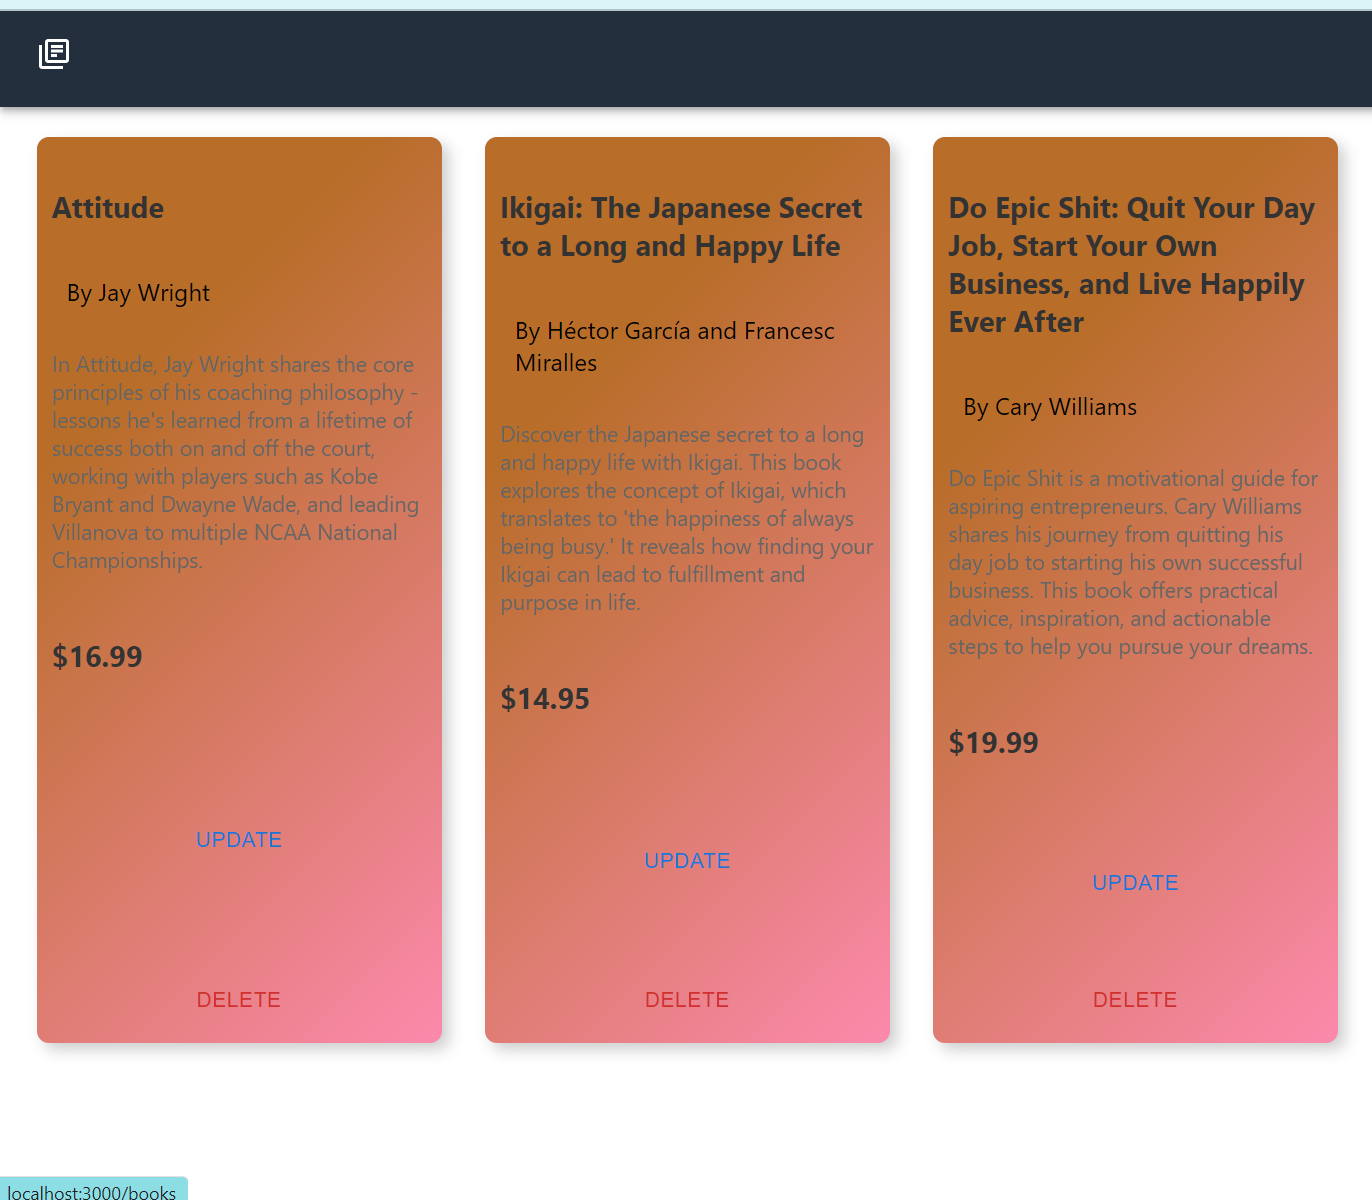 Attitude
By Jay Wright
In Attitude, Jay Wright shares the core
principles of his coaching philosophy -
lessons he's learned from a lifetime of
success both on and off the court,
working with players such as Kobe
Bryant and Dwayne Wade, and leading
Villanova to multiple NCAA National
Championships.
$16.99
UPDATE
DELETE
Ikigai: The Japanese Secret
to a Long and Happy Life
By Héctor García and Francesc
Miralles
Discover the Japanese secret to a long
and happy life with Ikigai. This book
explores the concept of Ikigai, which
translates to 'the happiness of always
being busy.' It reveals how finding your
Ikigai can lead to fulfillment and
purpose in life.
$14.95
UPDATE
DELETE
Do Epic Shit: Quit Your Day
Job, Start Your Own
Business, and Live Happily
Ever After
By Cary Williams
Do Epic Shit is a motivational guide for
aspiring entrepreneurs. Cary Williams
shares his journey from quitting his
day job to starting his own successful
business. This book offers practical
advice, inspiration, and actionable
steps to help you pursue your dreams.
$19.99
UPDATE
DELETE
localhost:3000/books